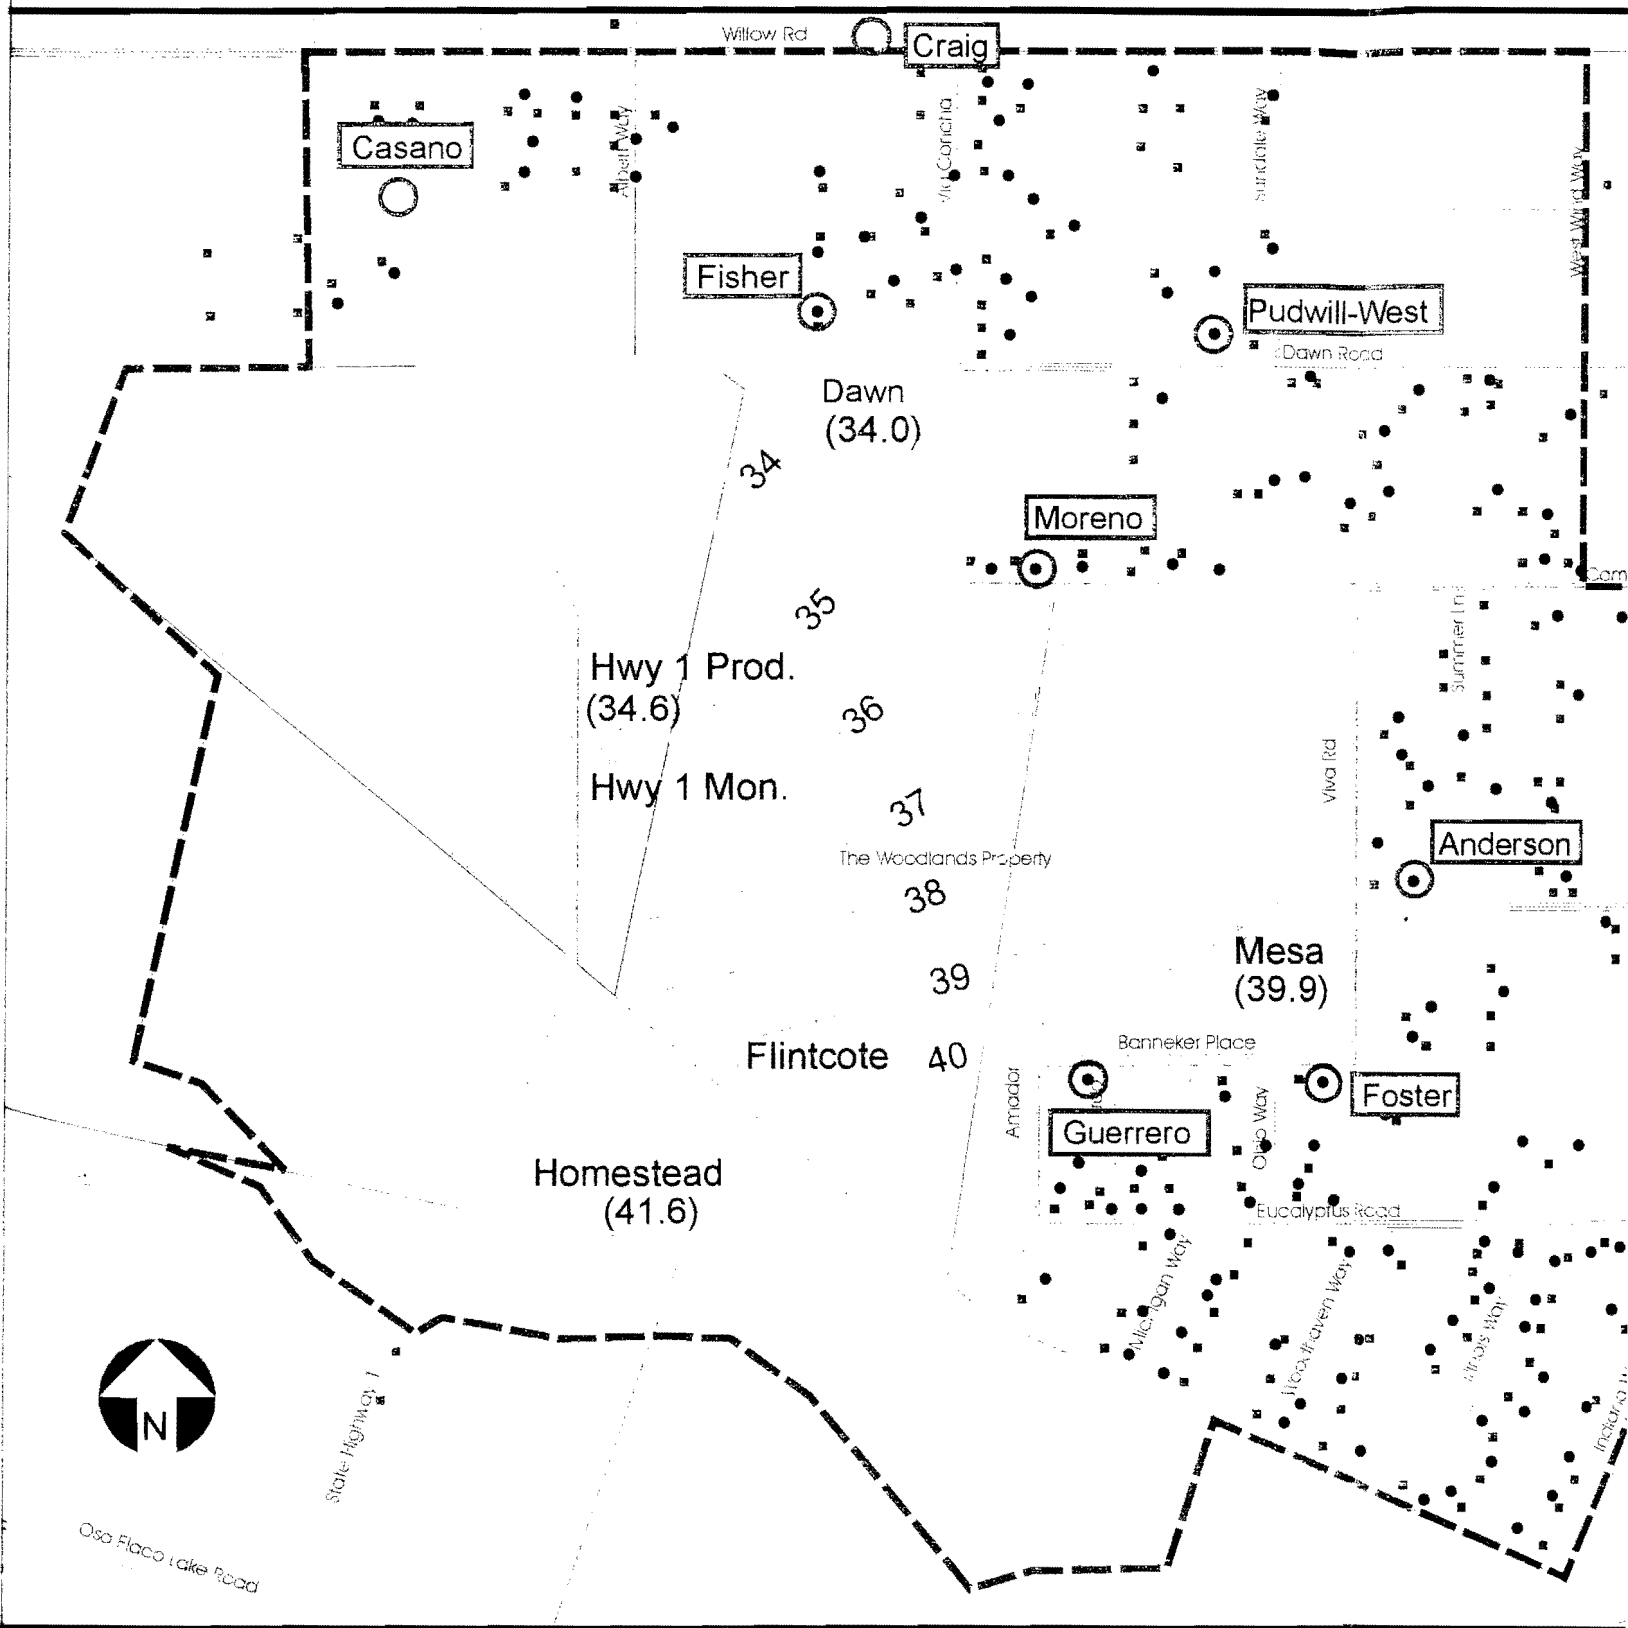 Willow Rd
Craig
Casano
Albert Way
Via Concha
Sundale Way
West Wind Way
Fisher
Pudwill-West
Dawn Road
Dawn
(34.0)
34
Moreno
35
Summer Ln
Hwy 1 Prod.
(34.6)
36
Hwy 1 Mon.
37
Viva Rd
Anderson
The Woodlands Property
38
Mesa
(39.9)
39
Flintcote
40
Banneker Place
Amador
Guerrero
Ohio Way
Foster
Homestead
(41.6)
Eucalyptus Road
Michigan Way
Woodhaven Way
N
State Highway 1
Oso Flaco Lake Road